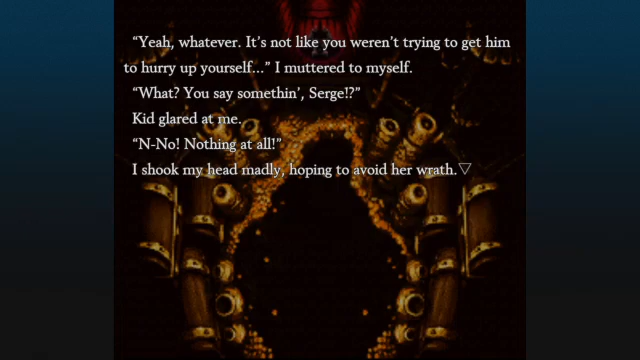 “Yeah, whatever. It’s not like you weren’t trying to get him
to hurry up yourself...” I muttered to myself.
“What? You say somethin’, Serge!?”
Kid glared at me.
“N-No! Nothing at all!”
I shook my head madly, hoping to avoid her wrath.▽